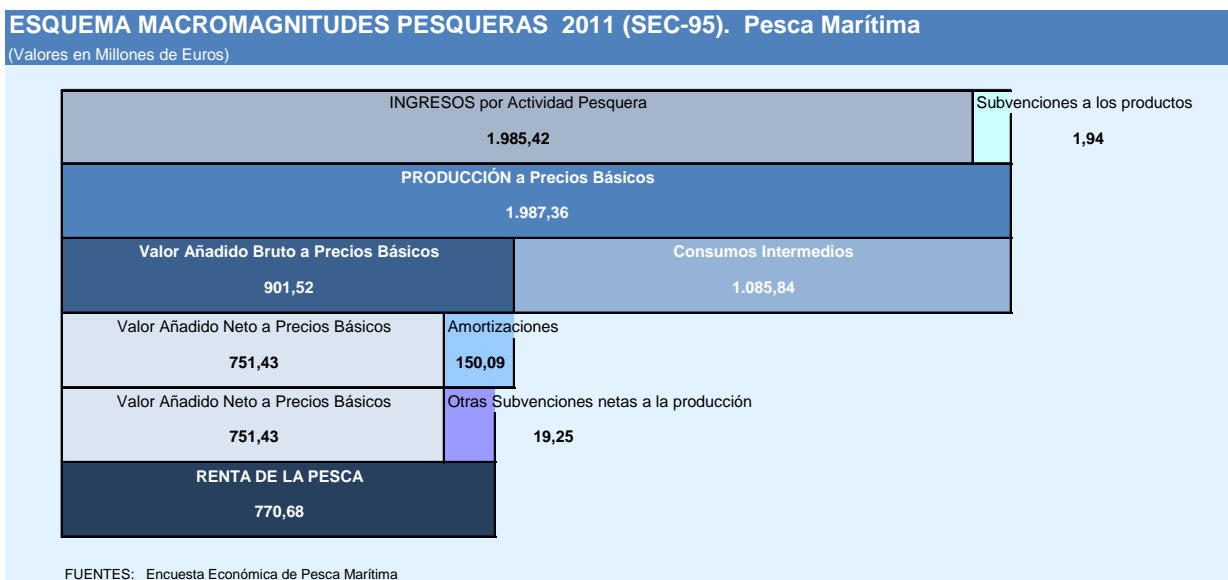 ESQUEMA MACROMAGNITUDES PESQUERAS 2011 (SEC-95). Pesca Marítima
(Valores en Millones de Euros)
INGRESOS por Actividad Pesquera
Subvenciones a los productos
1.985,42
1,94
PRODUCCIÓN a Precios Básicos
1.987,36
Valor Añadido Bruto a Precios Básicos
Consumos Intermedios
901,52
1.085,84
Valor Añadido Neto a Precios Básicos
Amortizaciones
751,43
150,09
Valor Añadido Neto a Precios Básicos
Otras Subvenciones netas a la producción
751,43
19,25
RENTA DE LA PESCA
770,68
FUENTES: Encuesta Económica de Pesca Marítima